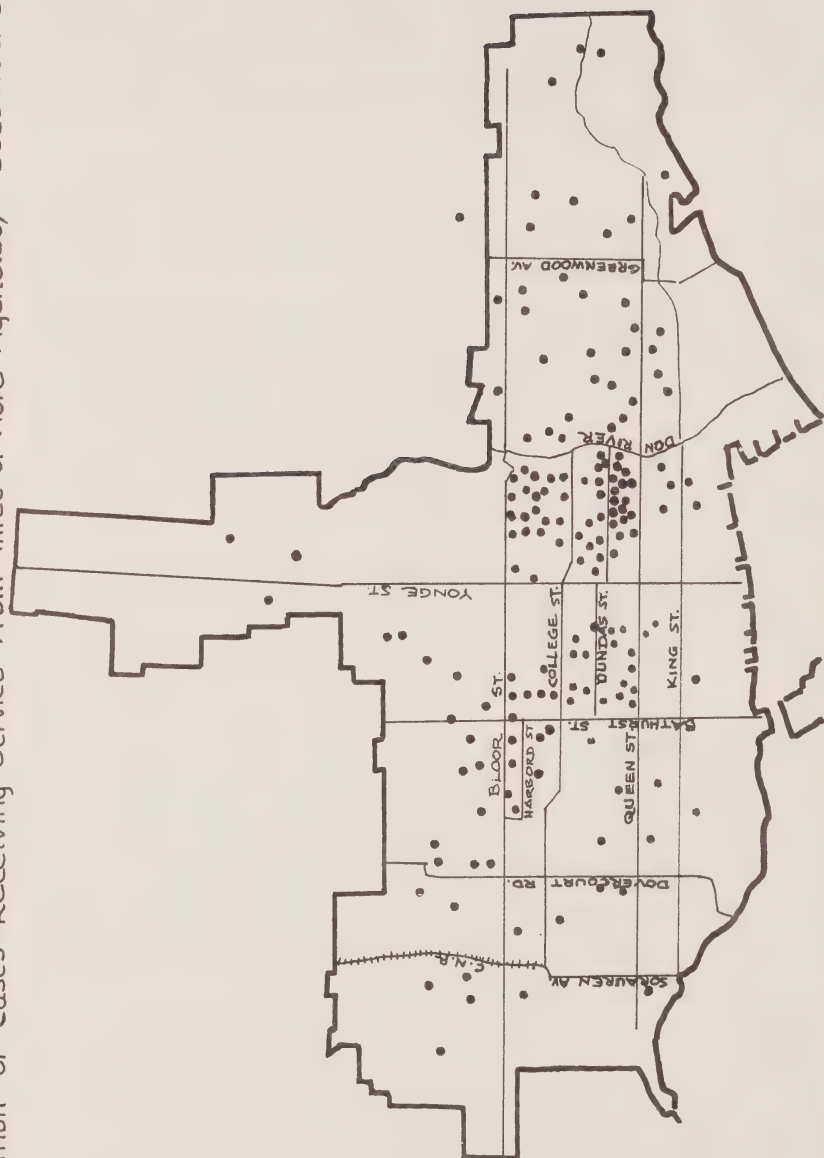 of Cases Receiving Service
YONGE ST.
BLOOR ST.
HARBORD ST
COLLEGE ST.
DUNDAS ST.
QUEEN ST.
KING ST.
BATHURST ST.
DOVERCOURT RD.
C.N.R.
SORAUREN AV.
DON RIVER
GREENWOOD AV.